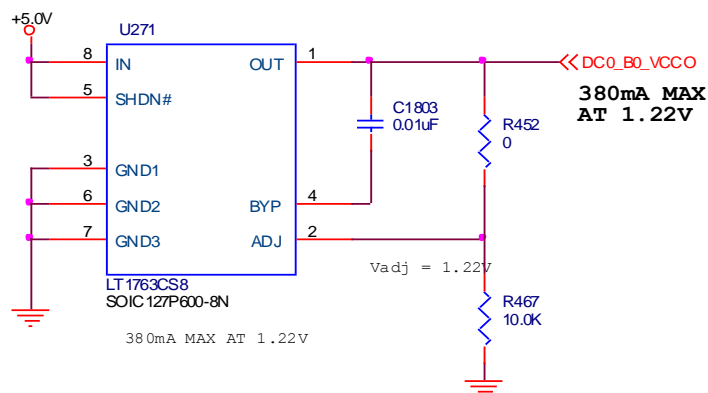 +5.0V
U271
8
IN
OUT
1
DC0_B0_VCCO
5
SHDN#
380mA MAX
AT 1.22V
C1803
0.01uF
R452
0
3
GND1
6
GND2
BYP
4
7
GND3
ADJ
2
Vadj = 1.22V
LT1763CS8
SOIC127P600-8N
R467
10.0K
380mA MAX AT 1.22V